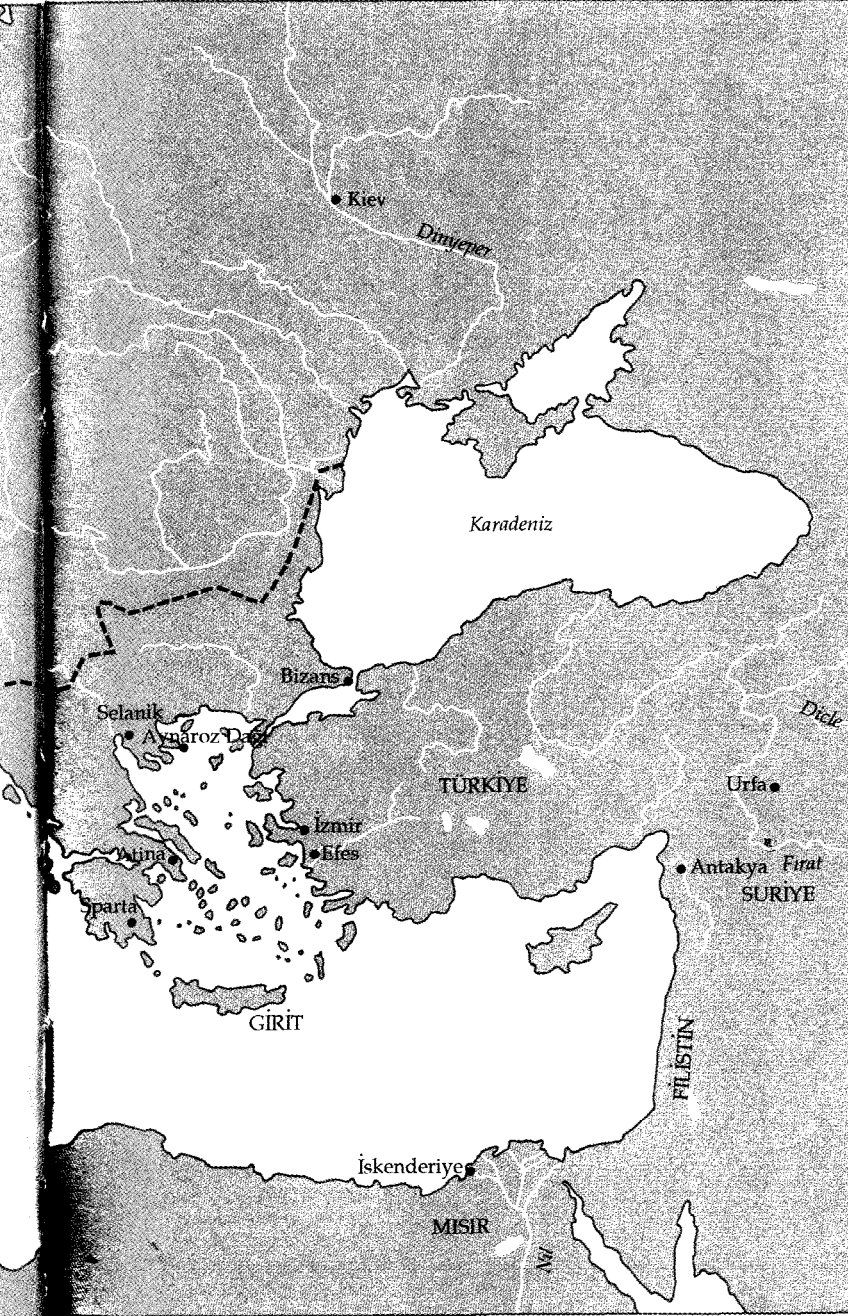 Kiev
Dinyeper
Karadeniz
Bizans
Selanik
Aynaroz Dağı
Dicle
TÜRKİYE
Urfa
İzmir
Atina
Efes
Antakya
Fırat
SURİYE
Sparta
GİRİT
FİLİSTİN
İskenderiye
MISIR
Nil